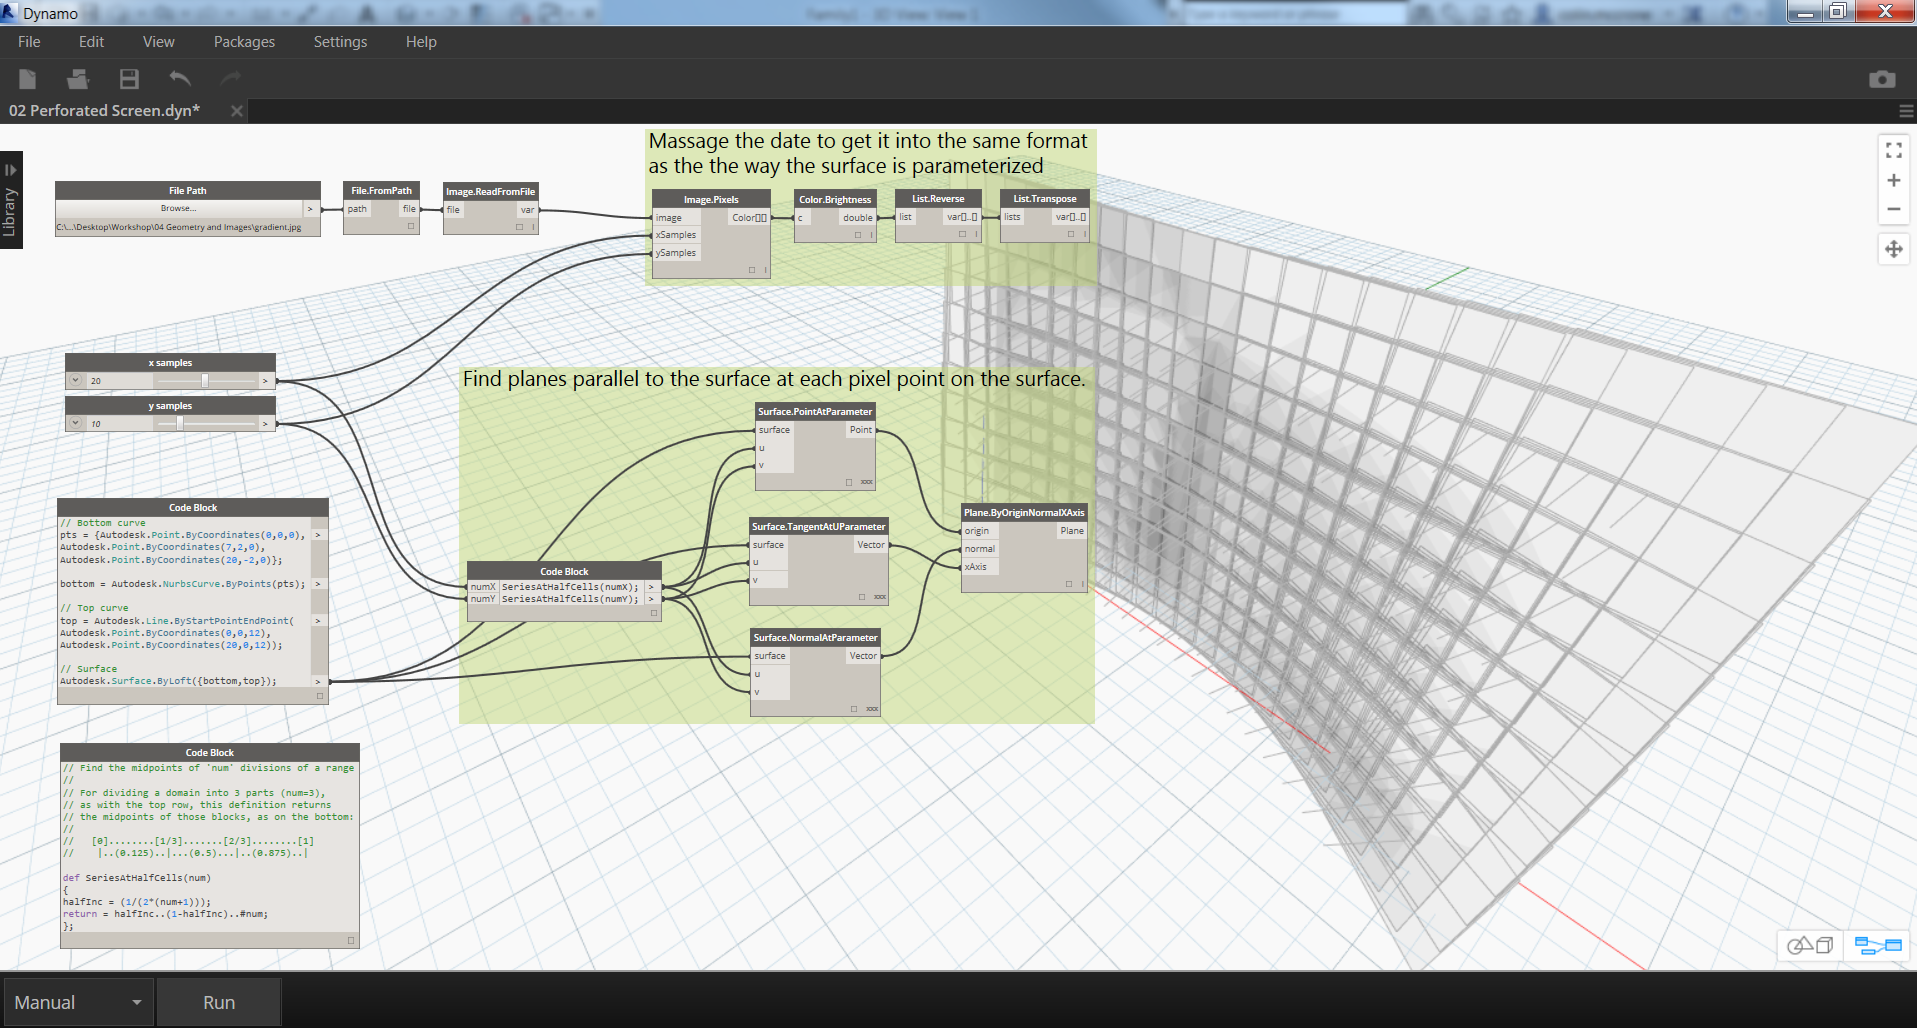 Dynamo
File Edit View Packages Settings Help
02 Perforated Screen.dyn*
Library
Massage the date to get it into the same format
as the the way the surface is parameterized
File Path
Browse... >
C:\...\Desktop\Workshop\04 Geometry and Images\gradient.jpg
File.FromPath
path file
Image.ReadFromFile
file var
Image.Pixels
image Color[][]
xSamples
ySamples
Color.Brightness
c double
List.Reverse
list var[]..[]
List.Transpose
lists var[]..[]
x samples
20 >
y samples
10 >
Find planes parallel to the surface at each pixel point on the surface.
Surface.PointAtParameter
surface Point
u
v
xxx
Surface.TangentAtUParameter
surface Vector
u
v
xxx
Surface.NormalAtParameter
surface Vector
u
v
xxx
Plane.ByOriginNormalXAxis
origin Plane
normal
xAxis
Code Block
numX SeriesAtHalfCells(numX); >
numY SeriesAtHalfCells(numY); >
Code Block
// Bottom curve
pts = {Autodesk.Point.ByCoordinates(0,0,0), >
Autodesk.Point.ByCoordinates(7,2,0),
Autodesk.Point.ByCoordinates(20,-2,0)};
bottom = Autodesk.NurbsCurve.ByPoints(pts); >
// Top curve
top = Autodesk.Line.ByStartPointEndPoint( >
Autodesk.Point.ByCoordinates(0,0,12),
Autodesk.Point.ByCoordinates(20,0,12));
// Surface
Autodesk.Surface.ByLoft({bottom,top}); >
Code Block
// Find the midpoints of 'num' divisions of a range
//
// For dividing a domain into 3 parts (num=3),
// as with the top row, this definition returns
// the midpoints of those blocks, as on the bottom:
//
// [0]........[1/3].......[2/3]........[1]
// |..(0.125)..|...(0.5)...|..(0.875)..|
def SeriesAtHalfCells(num)
{
halfInc = (1/(2*(num+1)));
return = halfInc..(1-halfInc)..#num;
};
Manual Run